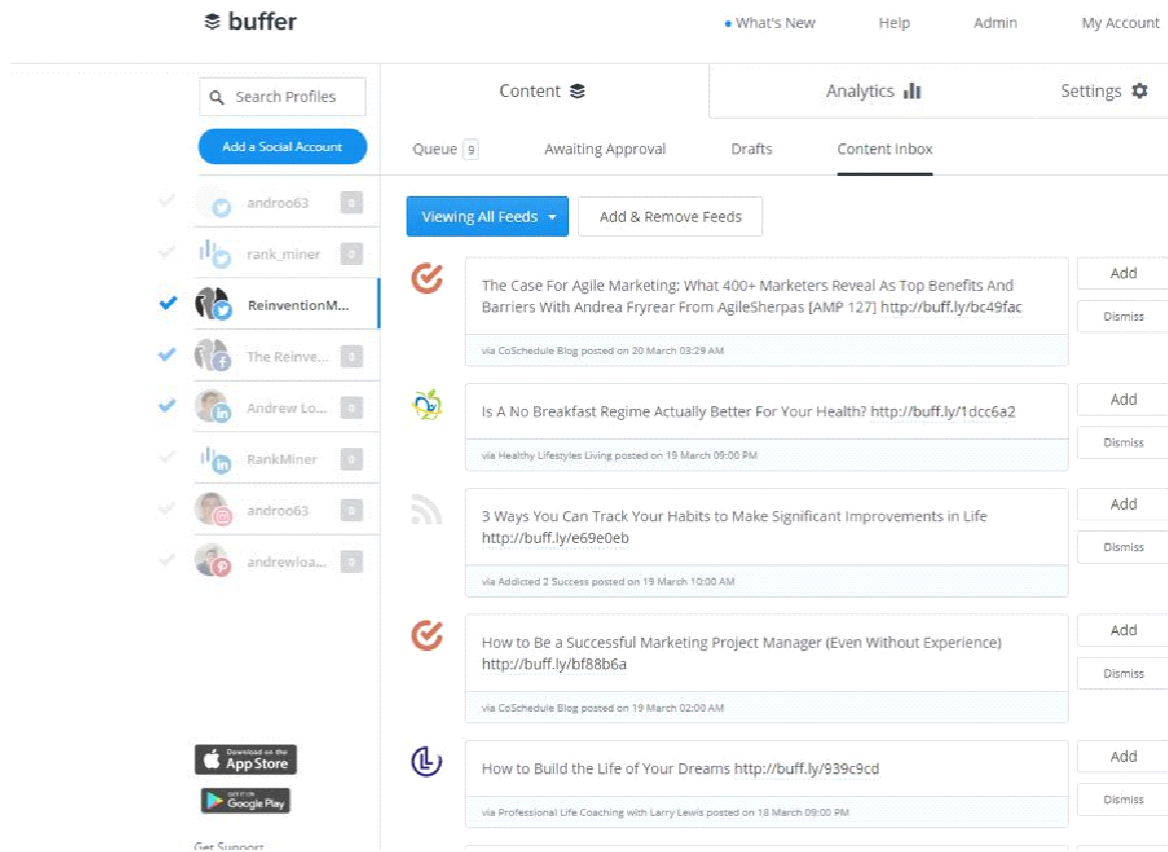 buffer
What's New Help Admin My Account
Search Profiles
Add a Social Account
androo63 0
rank_miner 0
ReinventionM...
The Reinve... 0
Andrew Lo... 0
RankMiner 0
androo63 0
andrewloa... 0
Download on the
App Store
GET IT ON
Google Play
Get Support
Content Analytics Settings
Queue 9 Awaiting Approval Drafts Content Inbox
Viewing All Feeds Add & Remove Feeds
The Case For Agile Marketing: What 400+ Marketers Reveal As Top Benefits And
Barriers With Andrea Fryrear From AgileSherpas [AMP 127] http://buff.ly/bc49fac
via CoSchedule Blog posted on 20 March 03:29 AM
Add
Dismiss
Is A No Breakfast Regime Actually Better For Your Health? http://buff.ly/1dcc6a2
via Healthy Lifestyles Living posted on 19 March 09:00 PM
Add
Dismiss
3 Ways You Can Track Your Habits to Make Significant Improvements in Life
http://buff.ly/e69e0eb
via Addicted 2 Success posted on 19 March 10:00 AM
Add
Dismiss
How to Be a Successful Marketing Project Manager (Even Without Experience)
http://buff.ly/bf88b6a
via CoSchedule Blog posted on 19 March 02:00 AM
Add
Dismiss
How to Build the Life of Your Dreams http://buff.ly/939c9cd
via Professional Life Coaching with Larry Lewis posted on 18 March 09:00 PM
Add
Dismiss